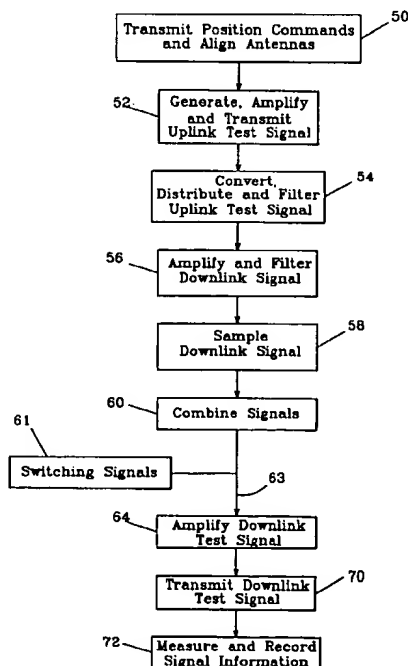 50
Transmit Position Commands
and Align Antennas
52
Generate, Amplify
and Transmit
Uplink Test Signal
54
Convert,
Distribute and Filter
Uplink Test Signal
56
Amplify and Filter
Downlink Signal
58
Sample
Downlink Signal
60
Combine Signals
61
Switching Signals
63
64
Amplify Downlink
Test Signal
70
Transmit Downlink
Test Signal
72
Measure and Record
Signal Information